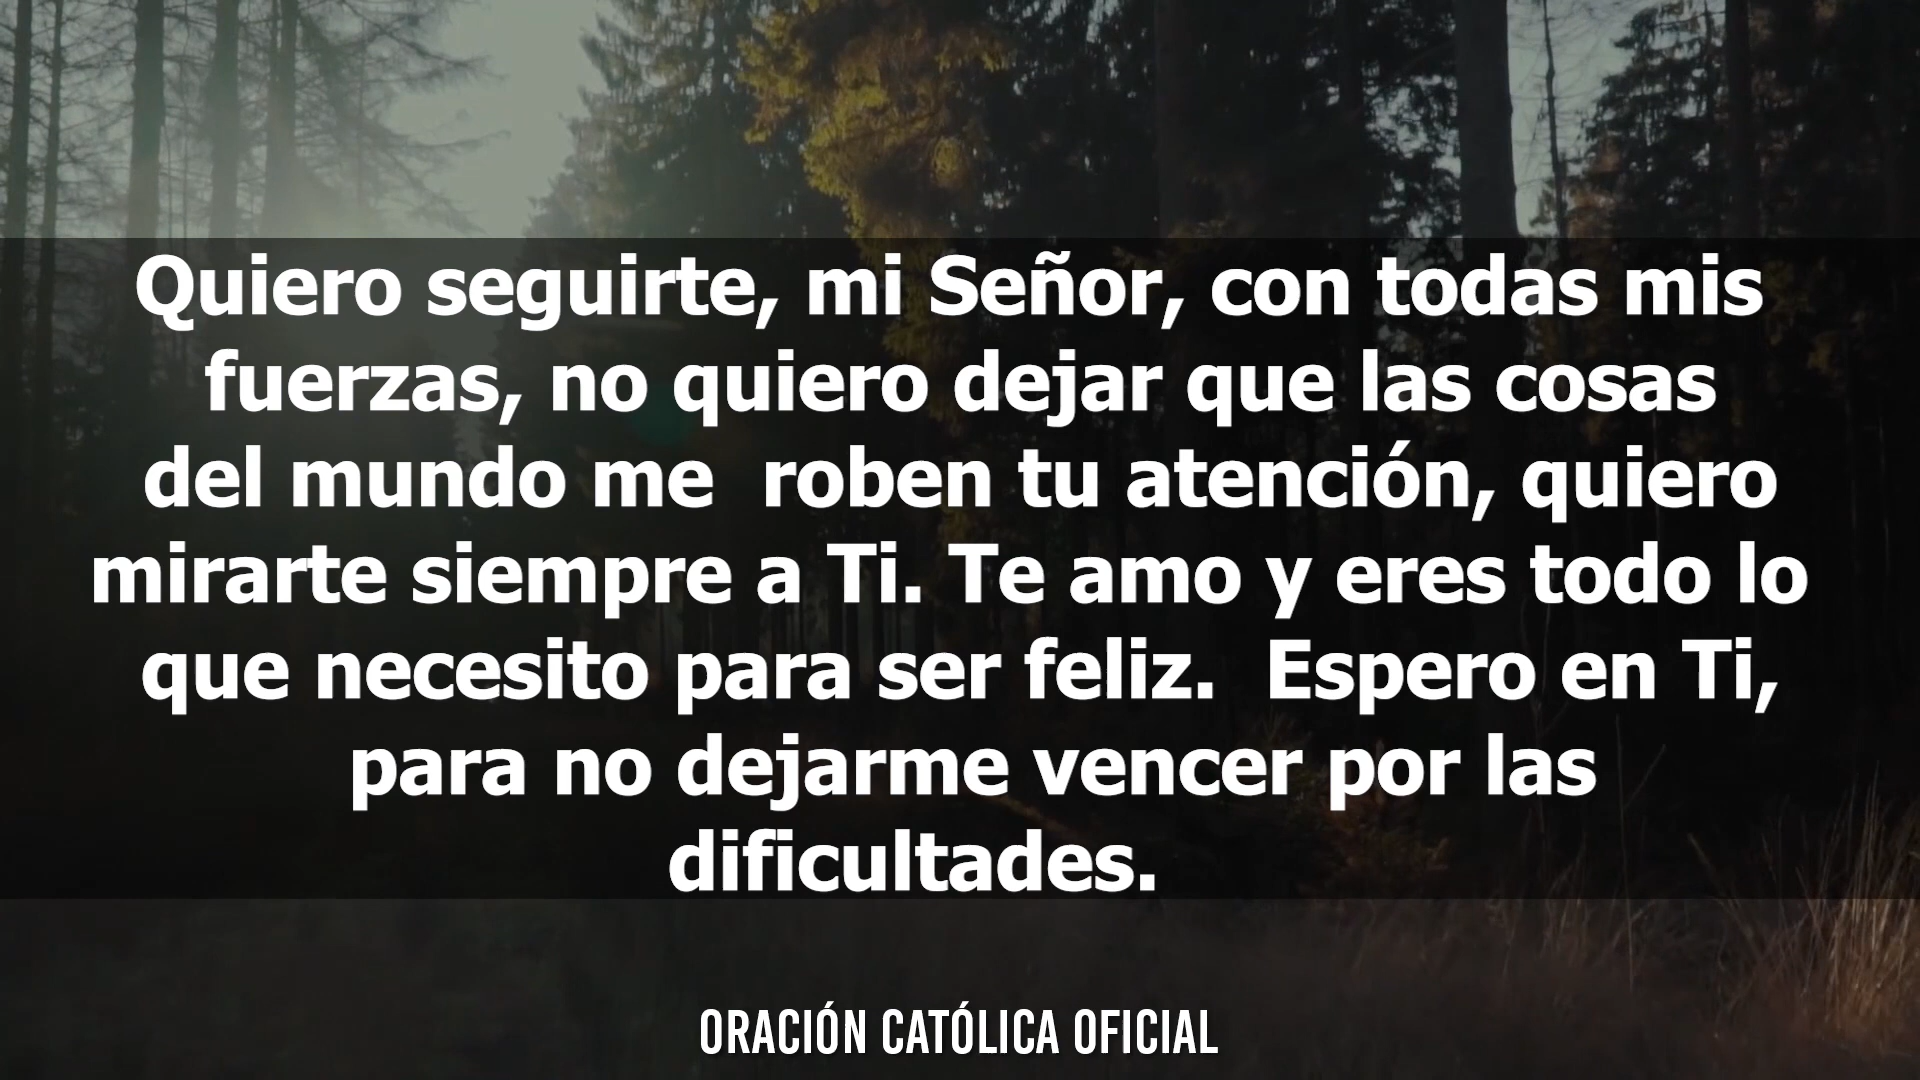 Quiero seguirte, mi Señor, con todas mis
fuerzas, no quiero dejar que las cosas
del mundo me  roben tu atención, quiero
mirarte siempre a Ti. Te amo y eres todo lo
que necesito para ser feliz.  Espero en Ti,
para no dejarme vencer por las
dificultades.
ORACIÓN CATÓLICA OFICIAL